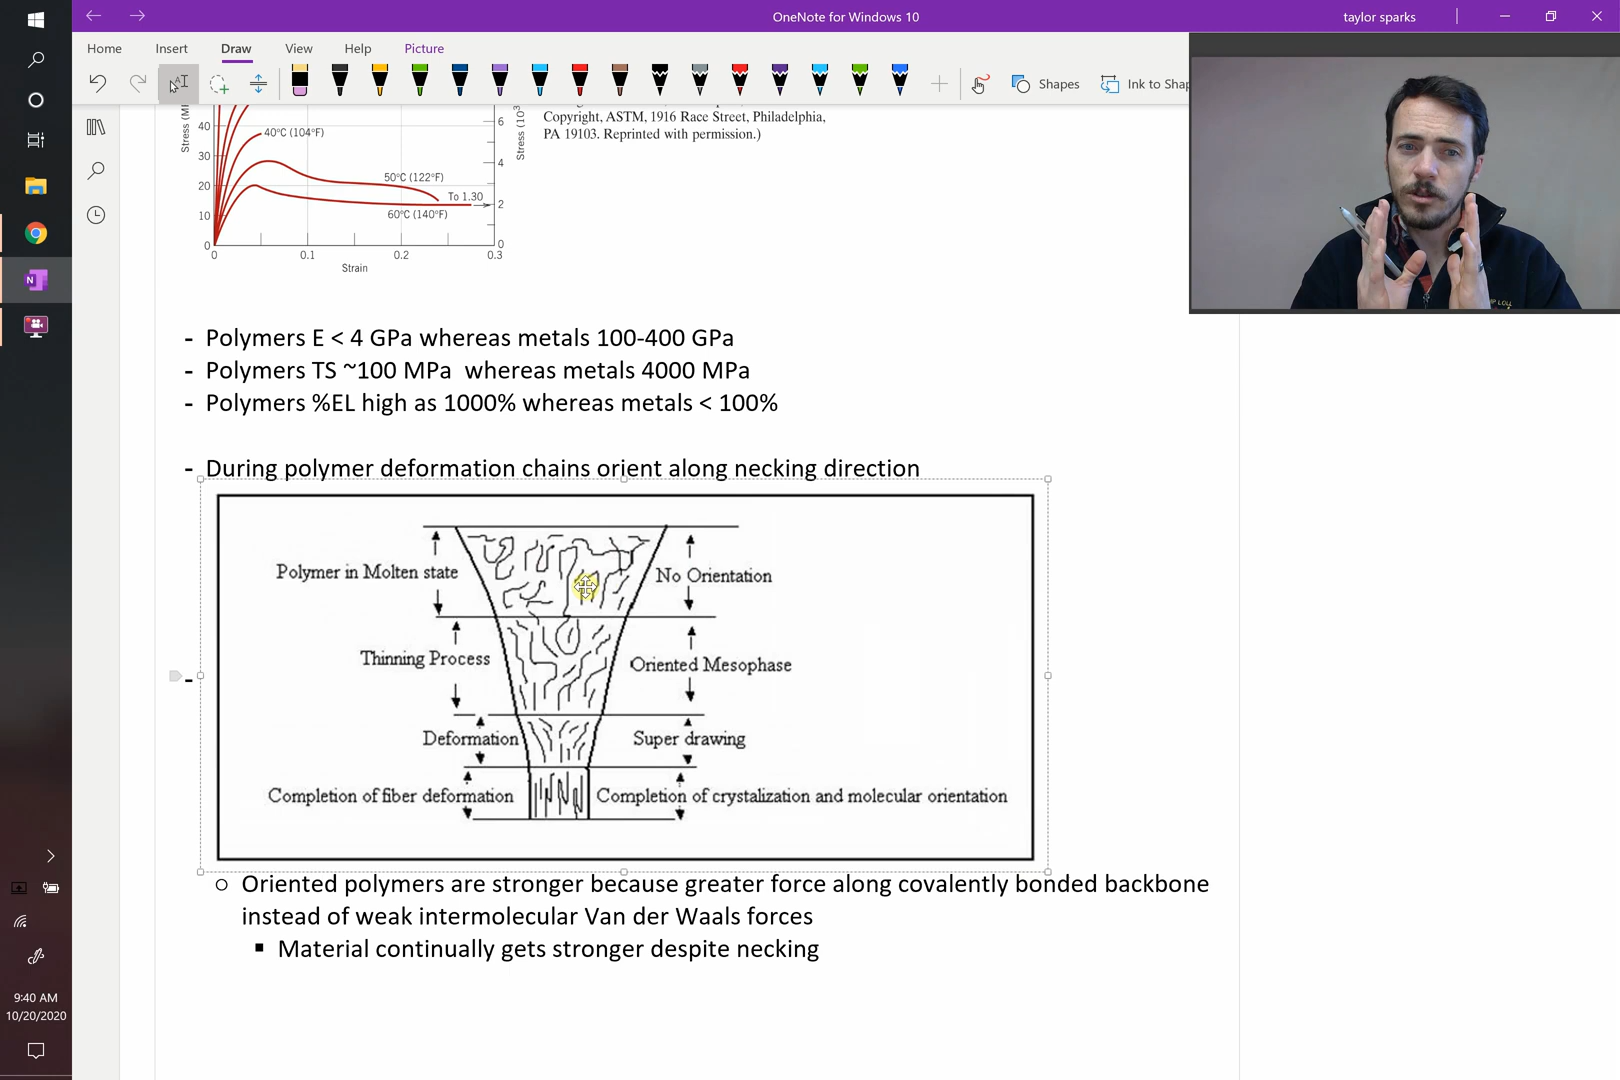 OneNote for Windows 10
taylor sparks
Home Insert Draw View Help Picture
Shapes
Ink to Shap
Stress (MP
Stress (10³
40
30
20
10
0
6
4
2
0
40°C (104°F)
50°C (122°F)
To 1.30
60°C (140°F)
0 0.1 0.2 0.3
Strain
Copyright, ASTM, 1916 Race Street, Philadelphia,
PA 19103. Reprinted with permission.)
- Polymers E < 4 GPa whereas metals 100-400 GPa
- Polymers TS ~100 MPa whereas metals 4000 MPa
- Polymers %EL high as 1000% whereas metals < 100%
- During polymer deformation chains orient along necking direction
Polymer in Molten state
No Orientation
Thinning Process
Oriented Mesophase
Deformation
Super drawing
Completion of fiber deformation
Completion of crystalization and molecular orientation
-
○ Oriented polymers are stronger because greater force along covalently bonded backbone
instead of weak intermolecular Van der Waals forces
▪ Material continually gets stronger despite necking
9:40 AM
10/20/2020